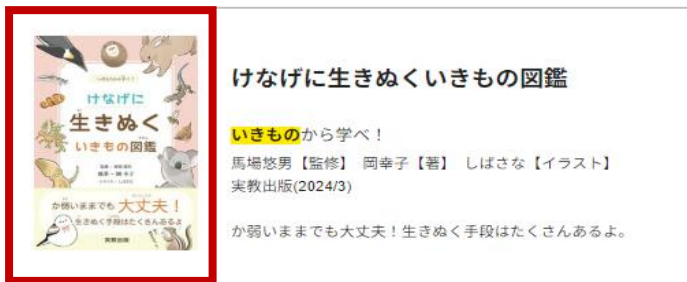 けなげに
生きぬく
いきもの図鑑
か弱いままでも大丈夫！
生きぬく手段はたくさんあるよ
実教出版
けなげに生きぬくいきもの図鑑
いきものから学べ！
馬場悠男【監修】 岡幸子【著】 しばさな【イラスト】
実教出版(2024/3)
か弱いままでも大丈夫！生きぬく手段はたくさんあるよ。